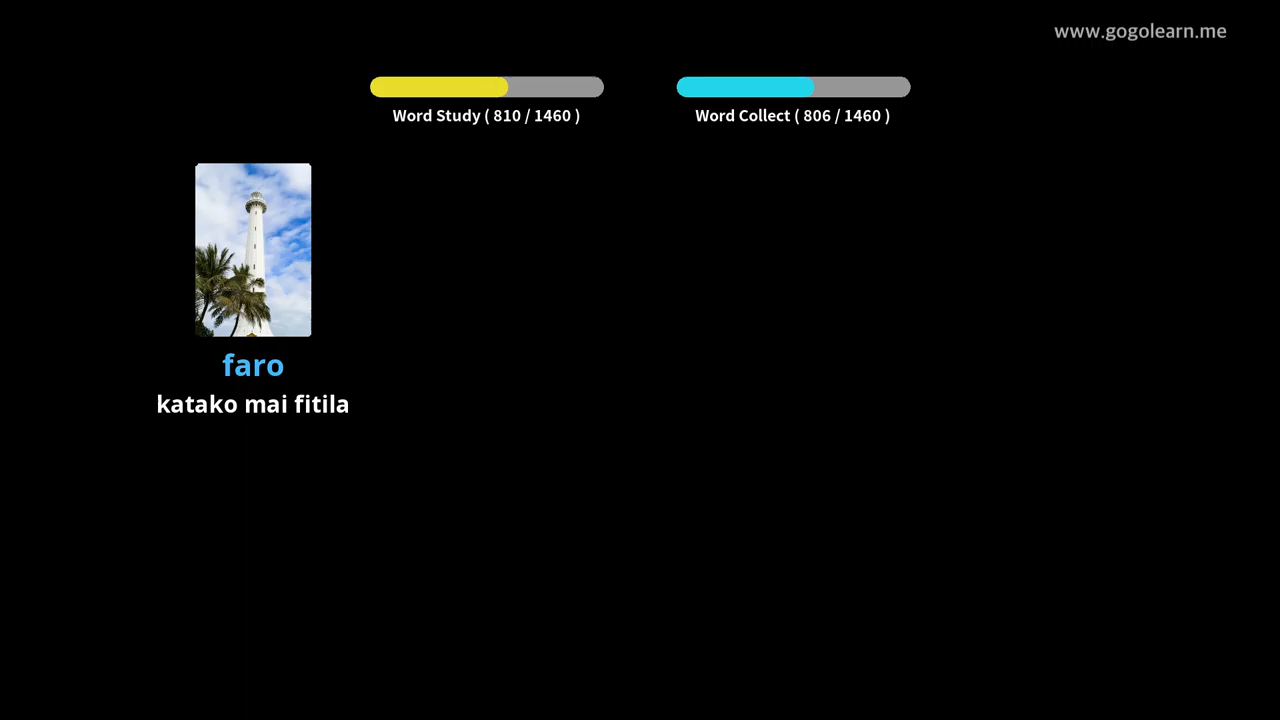 www.gogolearn.me
Word Study ( 810 / 1460 )
Word Collect ( 806 / 1460 )
faro
katako mai fitila